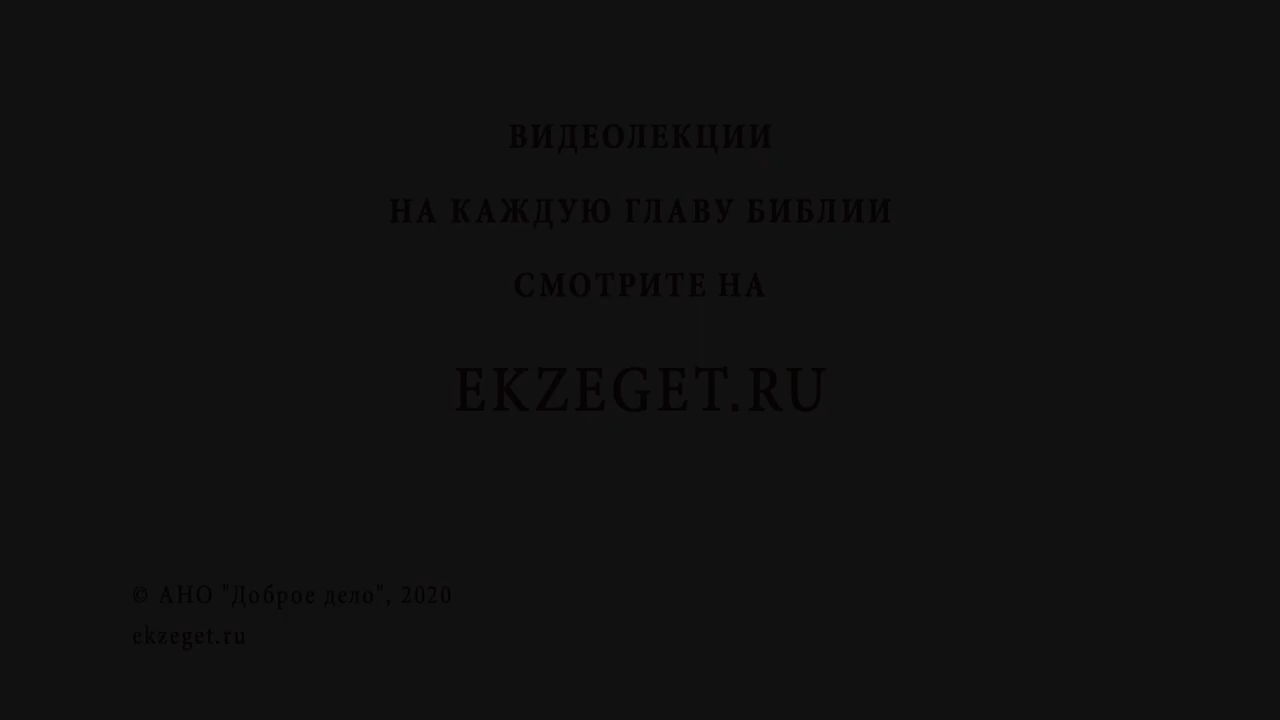 ВИДЕОЛЕКЦИИ
НА КАЖДУЮ ГЛАВУ БИБЛИИ
СМОТРИТЕ НА
EKZEGET.RU
© АНО "Доброе дело", 2020
ekzeget.ru